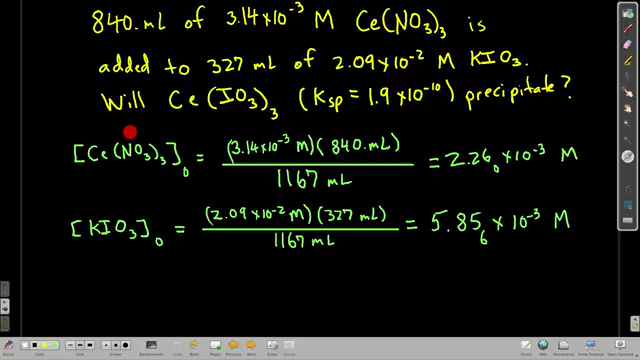 840. mL of 3.14×10⁻³ M Ce(NO₃)₃ is
added to 327 mL of 2.09×10⁻² M KIO₃.
Will Ce(IO₃)₃ (Ksp = 1.9×10⁻¹⁰) precipitate?
[Ce(NO₃)₃]₀ = (3.14×10⁻³ M)(840. mL) / 1167 mL = 2.26₀ ×10⁻³ M
[KIO₃]₀ = (2.09×10⁻² M)(327 mL) / 1167 mL = 5.85₆ ×10⁻³ M